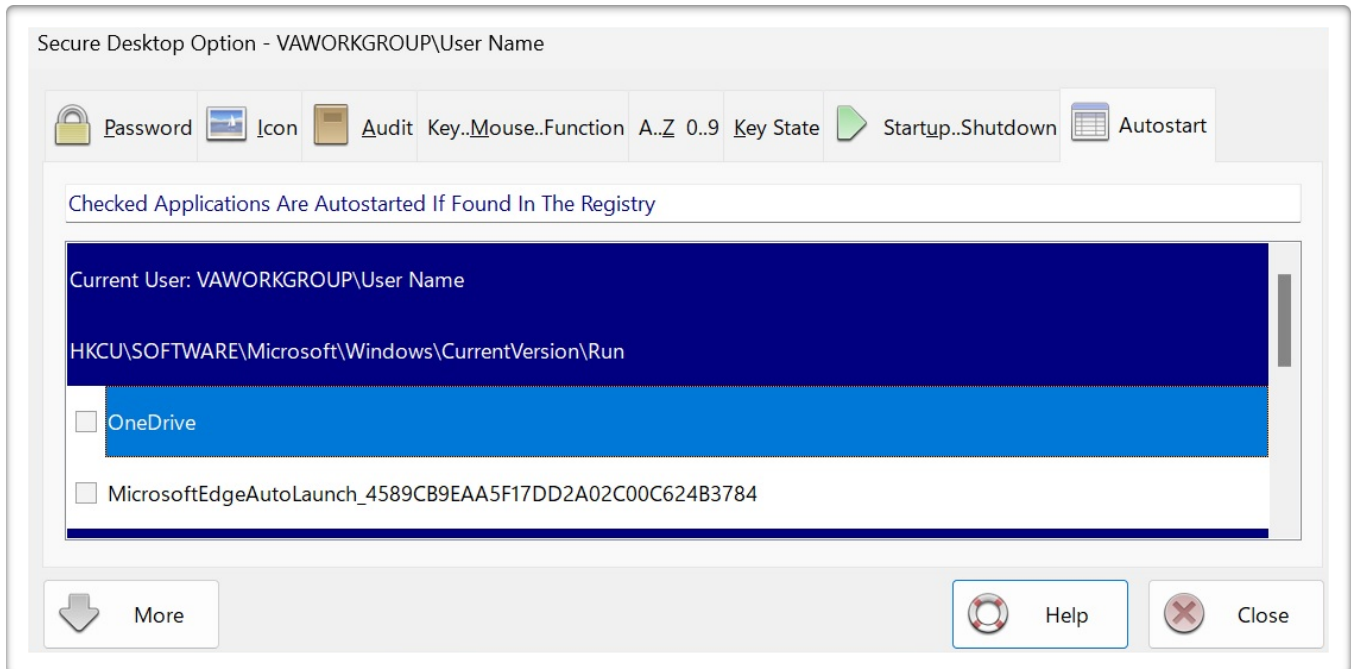 Secure Desktop Option - VAWORKGROUP\User Name
Password Icon Audit Key..Mouse..Function A..Z 0..9 Key State Startup..Shutdown Autostart
Checked Applications Are Autostarted If Found In The Registry
Current User: VAWORKGROUP\User Name
HKCU\SOFTWARE\Microsoft\Windows\CurrentVersion\Run
OneDrive
MicrosoftEdgeAutoLaunch_4589CB9EAA5F17DD2A02C00C624B3784
More Help Close